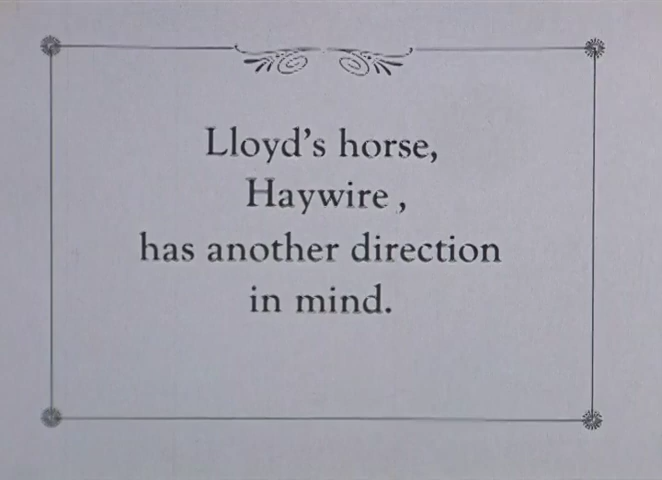 Lloyd's horse,
Haywire ,
has another direction
in mind.